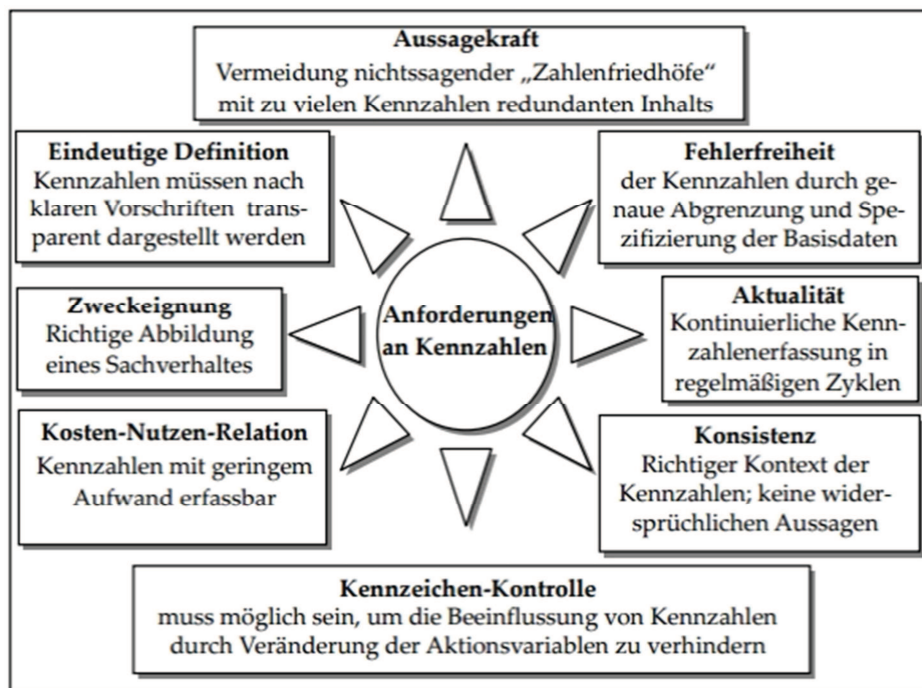 Aussagekraft
Vermeidung nichtssagender „Zahlenfriedhöfe“
mit zu vielen Kennzahlen redundanten Inhalts
Eindeutige Definition
Kennzahlen müssen nach
klaren Vorschriften trans-
parent dargestellt werden
Fehlerfreiheit
der Kennzahlen durch ge-
naue Abgrenzung und Spe-
zifizierung der Basisdaten
Zweckeignung
Richtige Abbildung
eines Sachverhaltes
Anforderungen
an Kennzahlen
Aktualität
Kontinuierliche Kenn-
zahlenerfassung in
regelmäßigen Zyklen
Kosten-Nutzen-Relation
Kennzahlen mit geringem
Aufwand erfassbar
Konsistenz
Richtiger Kontext der
Kennzahlen; keine wider-
sprüchlichen Aussagen
Kennzeichen-Kontrolle
muss möglich sein, um die Beeinflussung von Kennzahlen
durch Veränderung der Aktionsvariablen zu verhindern